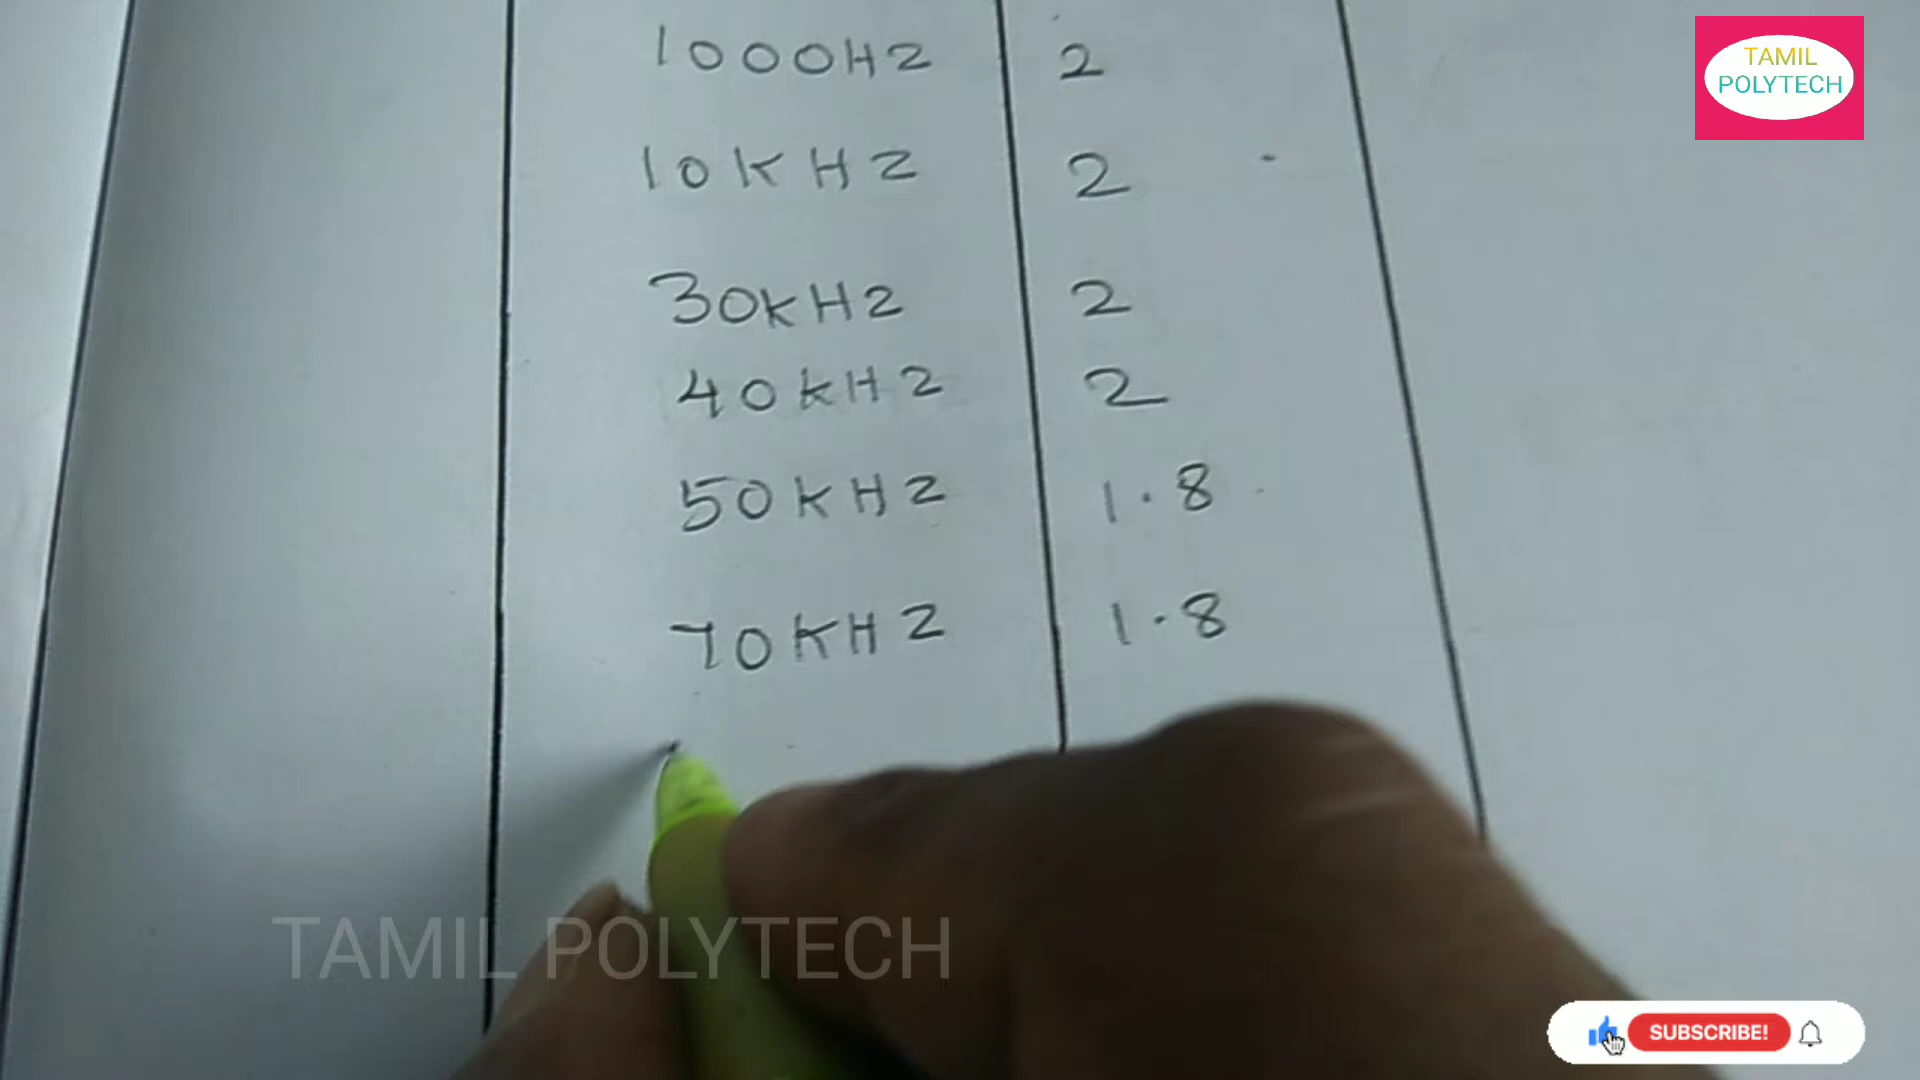 1000HZ 2
TAMIL
POLYTECH
10KHZ 2
30KHZ 2
40KHZ 2
50KHZ 1.8
70KHZ 1.8
TAMIL POLYTECH
SUBSCRIBE!